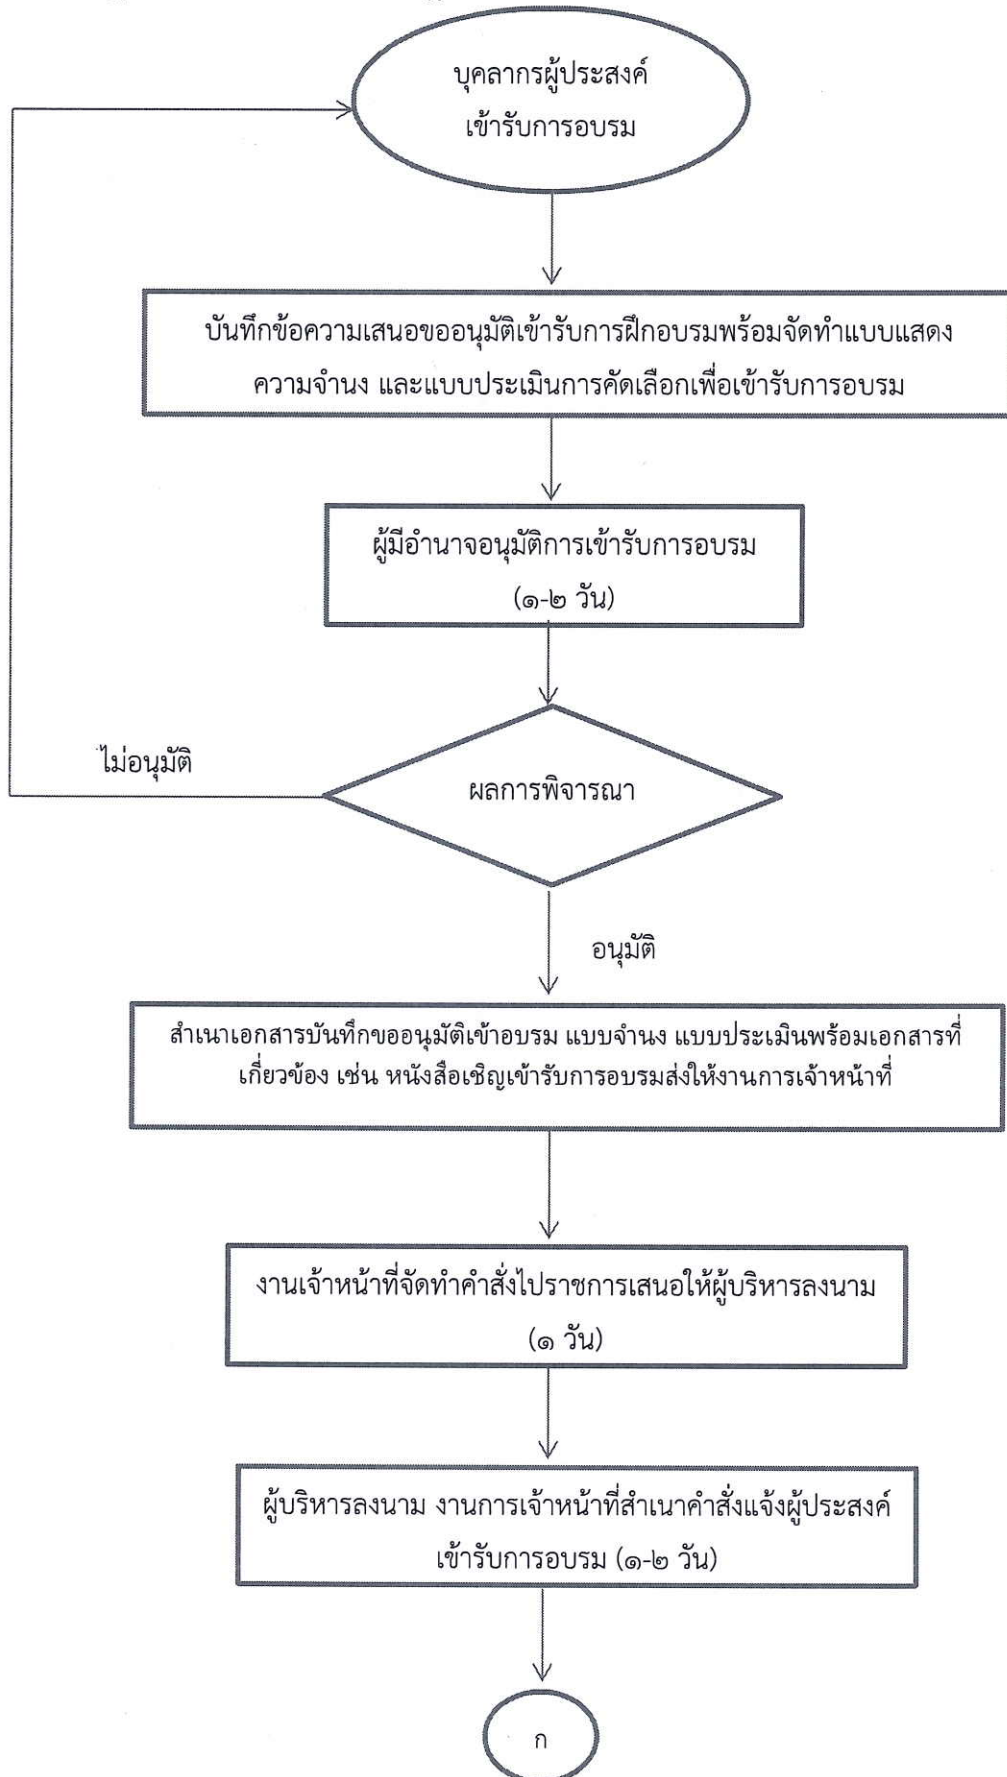 บุคลากรผู้ประสงค์
เข้ารับการอบรม
บันทึกข้อความเสนอขออนุมัติเข้ารับการฝึกอบรมพร้อมจัดทำแบบแสดง
ความจำนง และแบบประเมินการคัดเลือกเพื่อเข้ารับการอบรม
ผู้มีอำนาจอนุมัติการเข้ารับการอบรม
(๑-๒ วัน)
ไม่อนุมัติ
ผลการพิจารณา
อนุมัติ
สำเนาเอกสารบันทึกขออนุมัติเข้าอบรม แบบจำนง แบบประเมินพร้อมเอกสารที่
เกี่ยวข้อง เช่น หนังสือเชิญเข้ารับการอบรมส่งให้งานการเจ้าหน้าที่
งานเจ้าหน้าที่จัดทำคำสั่งไปราชการเสนอให้ผู้บริหารลงนาม
(๑ วัน)
ผู้บริหารลงนาม งานการเจ้าหน้าที่สำเนาคำสั่งแจ้งผู้ประสงค์
เข้ารับการอบรม (๑-๒ วัน)
ก